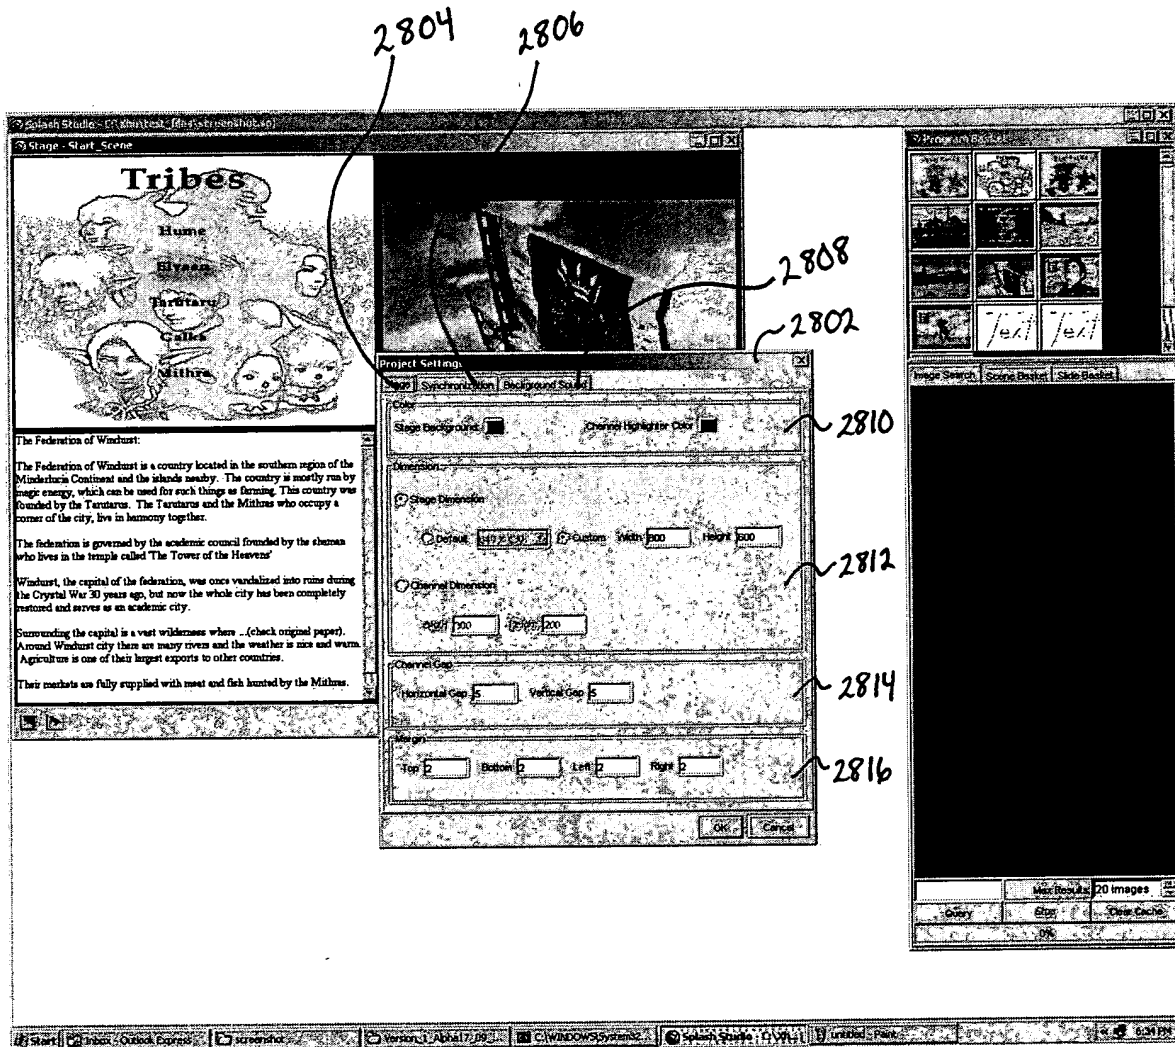 2804
2806
Splash Studio - C:\
Stage - Start_Scene
Tribes
Hume
Elvaan
Tarutaru
Galka
Mithra
2808
2802
Project Settings
Synchronization
Background Sound
Color
Stage Background
Channel Highlighter Color
2810
Dimension
Stage Dimension
Default
Custom
Width 800
Height 600
2812
Channel Dimension
Width 300
Height 200
Channel Gap
Horizontal Gap 5
Vertical Gap 5
2814
Margin
Top 2
Bottom 2
Left 2
Right 2
2816
OK
Cancel
The Federation of Windurst:
The Federation of Windurst is a country located in the southern region of the
Minderlucia Continent and the islands nearby. The country is mostly run by
magic energy, which can be used for such things as farming. This country was
founded by the Tarutarus. The Tarutarus and the Mithras who occupy a
corner of the city, live in harmony together.
The federation is governed by the academic council founded by the shaman
who lives in the temple called 'The Tower of the Heavens'
Windurst, the capital of the federation, was once vandalized into ruins during
the Crystal War 30 years ago, but now the whole city has been completely
restored and serves as an academic city.
Surrounding the capital is a vast wilderness where ...(check original paper).
Around Windurst city there are many rivers and the weather is nice and warm.
Agriculture is one of their largest exports to other countries.
Their markets are fully supplied with meat and fish hunted by the Mithras.
Program Basket
Text
Text
Image Search
Scene Basket
Slide Basket
Max Results
20 images
Query
Stop
Clear Cache
0%
Start
Inbox - Outlook Express
screenshot
Version_1_Alpha17_09_
C:\WINDOWS\System32
Splash Studio - C:\
untitled - Paint
6:34 PM